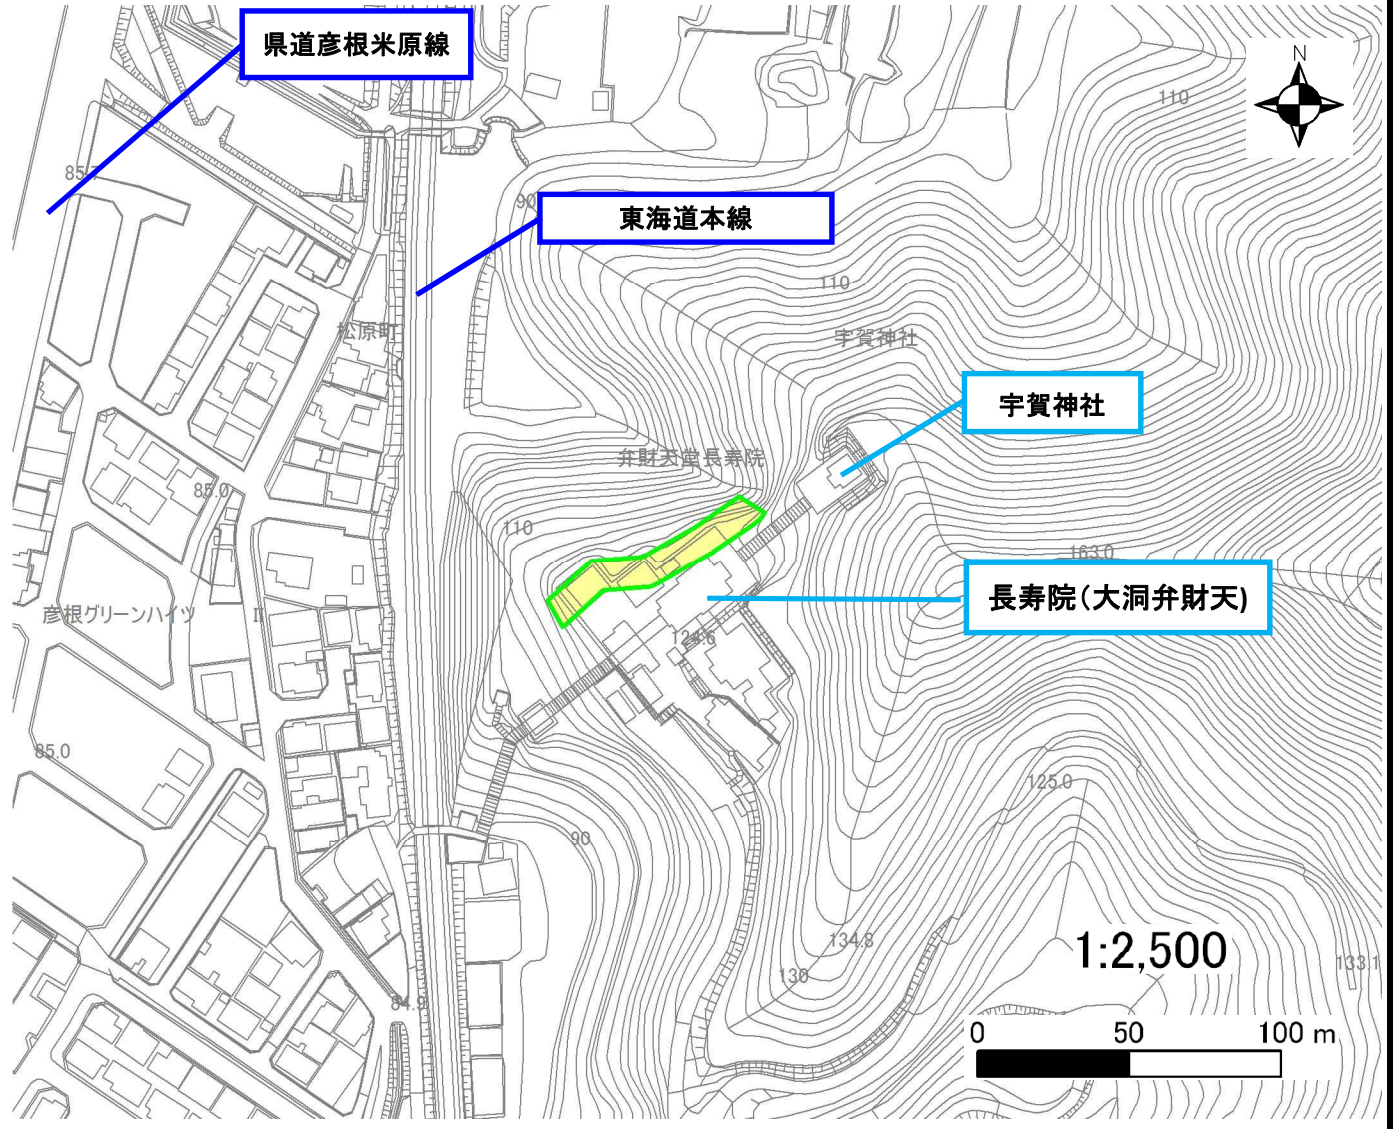 県道彦根米原線
N
110
85.7
90
東海道本線
110
松原町
宇賀神社
宇賀神社
弁財天堂長寿院
85.0
110
163.0
長寿院(大洞弁財天)
彦根グリーンハイツ II
124.6
85.0
125.0
90
134.8
1:2,500
130
133.1
84.9
0 50 100 m